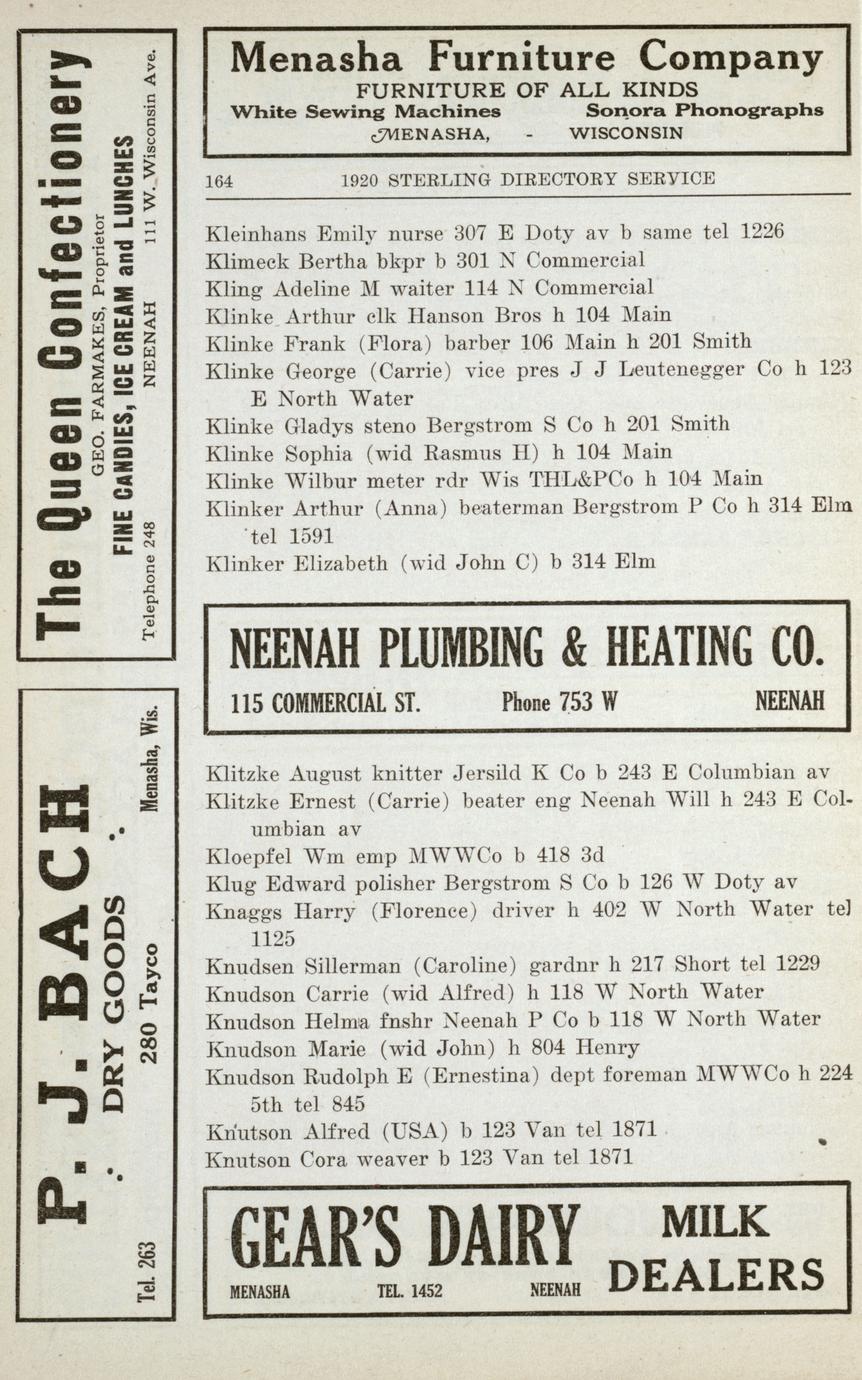 Menasha Furniture Company
FURNITURE OF ALL KINDS
White Sewing Machines Sonora Phonographs
MENASHA, - WISCONSIN
164 1920 STERLING DIRECTORY SERVICE
Kleinhans Emily nurse 307 E Doty av b same tel 1226
Klimeck Bertha bkpr b 301 N Commercial
Kling Adeline M waiter 114 N Commercial
Klinke Arthur clk Hanson Bros h 104 Main
Klinke Frank (Flora) barber 106 Main h 201 Smith
Klinke George (Carrie) vice pres J J Leutenegger Co h 123
E North Water
Klinke Gladys steno Bergstrom S Co h 201 Smith
Klinke Sophia (wid Rasmus H) h 104 Main
Klinke Wilbur meter rdr Wis THL&PCo h 104 Main
Klinker Arthur (Anna) beaterman Bergstrom P Co h 314 Elm
tel 1591
Klinker Elizabeth (wid John C) b 314 Elm
NEENAH PLUMBING & HEATING CO.
115 COMMERCIAL ST. Phone 753 W NEENAH
Klitzke August knitter Jersild K Co b 243 E Columbian av
Klitzke Ernest (Carrie) beater eng Neenah Will h 243 E Col-
umbian av
Kloepfel Wm emp MWWCo b 418 3d
Klug Edward polisher Bergstrom S Co b 126 W Doty av
Knaggs Harry (Florence) driver h 402 W North Water tel
1125
Knudsen Sillerman (Caroline) gardnr h 217 Short tel 1229
Knudson Carrie (wid Alfred) h 118 W North Water
Knudson Helma fnshr Neenah P Co b 118 W North Water
Knudson Marie (wid John) h 804 Henry
Knudson Rudolph E (Ernestina) dept foreman MWWCo h 224
5th tel 845
Knutson Alfred (USA) b 123 Van tel 1871
Knutson Cora weaver b 123 Van tel 1871
GEAR'S DAIRY
MENASHA TEL. 1452 NEENAH
MILK
DEALERS
The Queen Confectionery
GEO. FARMAKES, Proprietor
FINE CANDIES, ICE CREAM and LUNCHES
Telephone 248 NEENAH 111 W. Wisconsin Ave.
P. J. BACH
DRY GOODS
Tel. 263 280 Tayco Menasha, Wis.